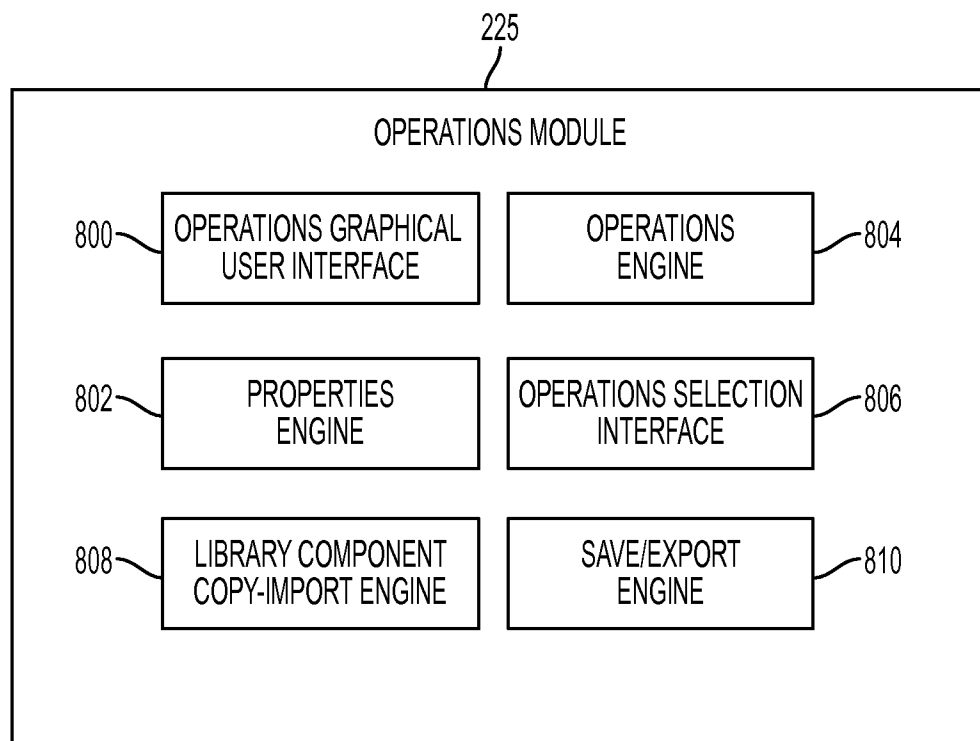 225
OPERATIONS MODULE
800
OPERATIONS GRAPHICAL
USER INTERFACE
OPERATIONS
ENGINE
804
802
PROPERTIES
ENGINE
OPERATIONS SELECTION
INTERFACE
806
808
LIBRARY COMPONENT
COPY-IMPORT ENGINE
SAVE/EXPORT
ENGINE
810